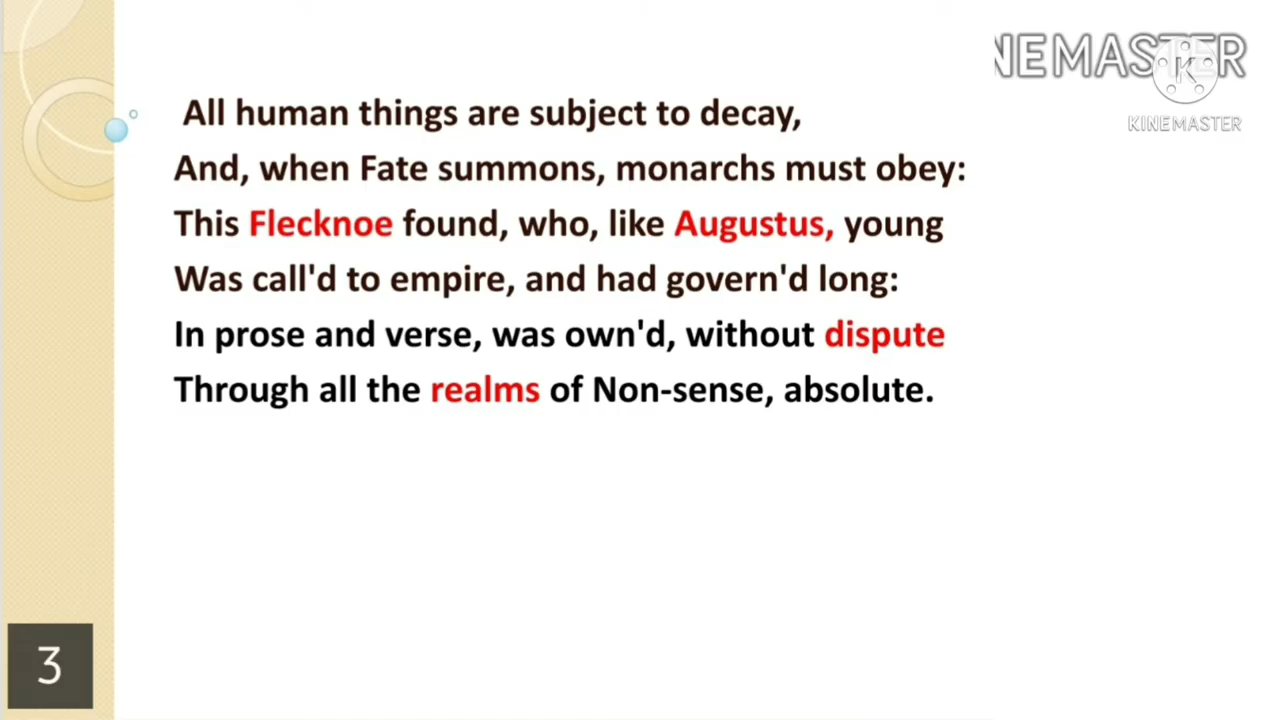 NEMASTER
KINEMASTER
All human things are subject to decay,
And, when Fate summons, monarchs must obey:
This Flecknoe found, who, like Augustus, young
Was call'd to empire, and had govern'd long:
In prose and verse, was own'd, without dispute
Through all the realms of Non-sense, absolute.
3